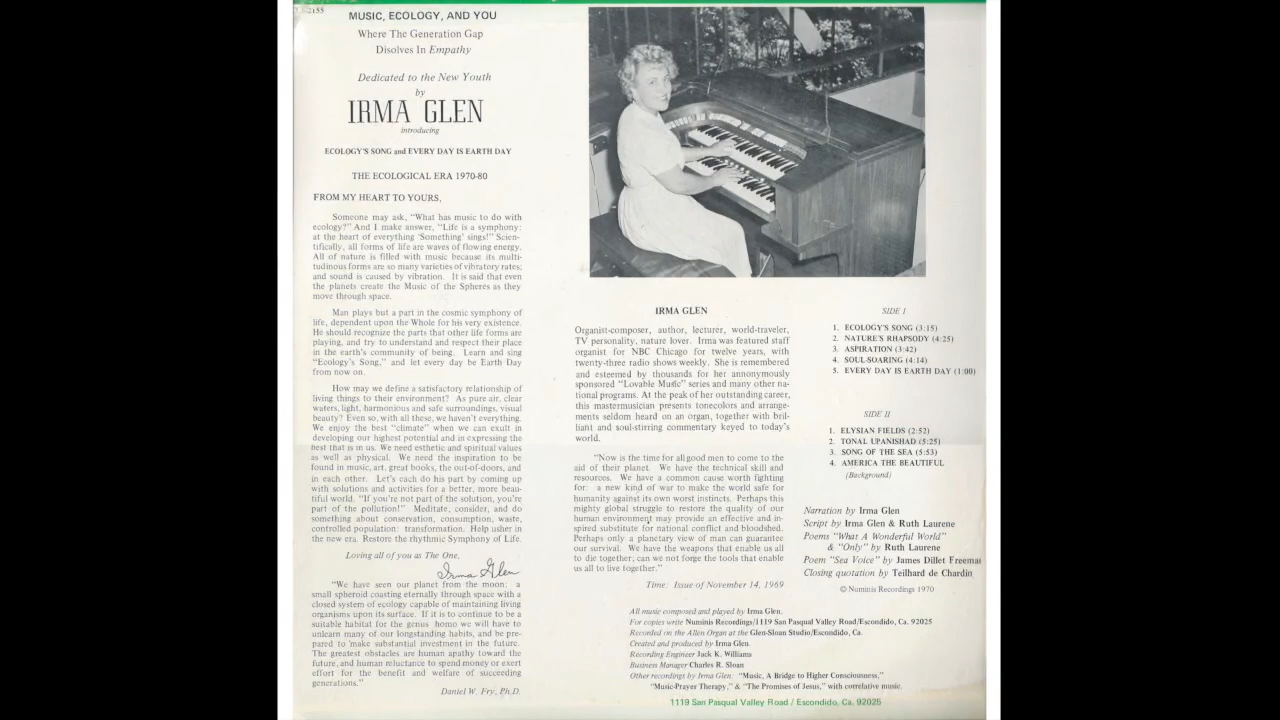 2155
MUSIC, ECOLOGY, AND YOU
Where The Generation Gap
Disolves In Empathy
Dedicated to the New Youth
by
IRMA GLEN
introducing
ECOLOGY'S SONG and EVERY DAY IS EARTH DAY
THE ECOLOGICAL ERA 1970-80
FROM MY HEART TO YOURS,
Someone may ask, "What has music to do with
ecology?" And I make answer, "Life is a symphony:
at the heart of everything 'Something' sings!" Scien-
tifically, all forms of life are waves of flowing energy.
All of nature is filled with music because its multi-
tudinous forms are so many varieties of vibratory rates;
and sound is caused by vibration. It is said that even
the planets create the Music of the Spheres as they
move through space.
Man plays but a part in the cosmic symphony of
life, dependent upon the Whole for his very existence.
He should recognize the parts that other life forms are
playing, and try to understand and respect their place
in the earth's community of being. Learn and sing
"Ecology's Song," and let every day be Earth Day
from now on.
How may we define a satisfactory relationship of
living things to their environment? As pure air, clear
waters, light, harmonious and safe surroundings, visual
beauty? Even so, with all these, we haven't everything.
We enjoy the best "climate" when we can exult in
developing our highest potential and in expressing the
best that is in us. We need esthetic and spiritual values
as well as physical. We need the inspiration to be
found in music, art, great books, the out-of-doors, and
in each other. Let's each do his part by coming up
with solutions and activities for a better, more beau-
tiful world. "If you're not part of the solution, you're
part of the pollution!" Meditate, consider, and do
something about conservation, consumption, waste,
controlled population: transformation. Help usher in
the new era. Restore the rhythmic Symphony of Life.
Loving all of you as The One,
Irma Glen
"We have seen our planet from the moon: a
small spheroid coasting eternally through space with a
closed system of ecology capable of maintaining living
organisms upon its surface. If it is to continue to be a
suitable habitat for the genus homo we will have to
unlearn many of our longstanding habits, and be pre-
pared to make substantial investment in the future.
The greatest obstacles are human apathy toward the
future, and human reluctance to spend money or exert
effort for the benefit and welfare of succeeding
generations."
Daniel W. Fry, Ph.D.
IRMA GLEN
Organist-composer, author, lecturer, world-traveler,
TV personality, nature lover. Irma was featured staff
organist for NBC Chicago for twelve years, with
twenty-three radio shows weekly. She is remembered
and esteemed by thousands for her annonymously
sponsored "Lovable Music" series and many other na-
tional programs. At the peak of her outstanding career,
this mastermusician presents tonecolors and arrange-
ments seldom heard on an organ, together with bril-
liant and soul-stirring commentary keyed to today's
world.
"Now is the time for all good men to come to the
aid of their planet. We have the technical skill and
resources. We have a common cause worth fighting
for: a new kind of war to make the world safe for
humanity against its own worst instincts. Perhaps this
mighty global struggle to restore the quality of our
human environment may provide an effective and in-
spired substitute for national conflict and bloodshed.
Perhaps only a planetary view of man can guarantee
our survival. We have the weapons that enable us all
to die together; can we not forge the tools that enable
us all to live together."
Time: Issue of November 14, 1969
SIDE I
1. ECOLOGY'S SONG (3:15)
2. NATURE'S RHAPSODY (4:25)
3. ASPIRATION (3:42)
4. SOUL-SOARING (4:14)
5. EVERY DAY IS EARTH DAY (1:00)
SIDE II
1. ELYSIAN FIELDS (2:52)
2. TONAL UPANISHAD (5:25)
3. SONG OF THE SEA (5:53)
4. AMERICA THE BEAUTIFUL
(Background)
Narration by Irma Glen
Script by Irma Glen & Ruth Laurene
Poems "What A Wonderful World"
& "Only" by Ruth Laurene
Poem "Sea Voice" by James Dillet Freeman
Closing quotation by Teilhard de Chardin
© Numinis Recordings 1970
All music composed and played by Irma Glen.
For copies write Numinis Recordings/1119 San Pasqual Valley Road/Escondido, Ca. 92025
Recorded on the Allen Organ at the Glen-Sloan Studio/Escondido, Ca.
Created and produced by Irma Glen.
Recording Engineer Jack K. Williams
Business Manager Charles R. Sloan
Other recordings by Irma Glen: "Music, A Bridge to Higher Consciousness,"
"Music-Prayer Therapy," & "The Promises of Jesus," with correlative music.
1119 San Pasqual Valley Road / Escondido, Ca. 92025